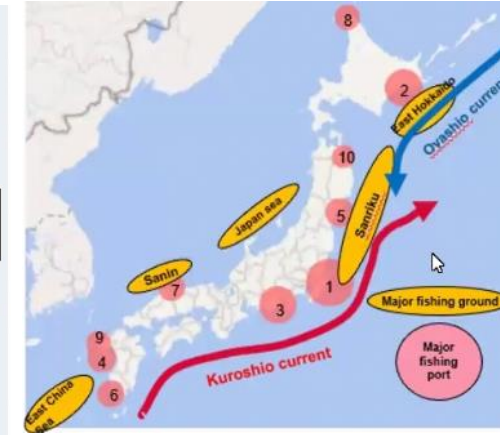 8
2
East Hokkaido
Oyashio current
10
Sanriku
5
Japan sea
Sanin
7
1
3
Major fishing ground
9
4
Kuroshio current
Major
fishing
port
6
East China
Sea